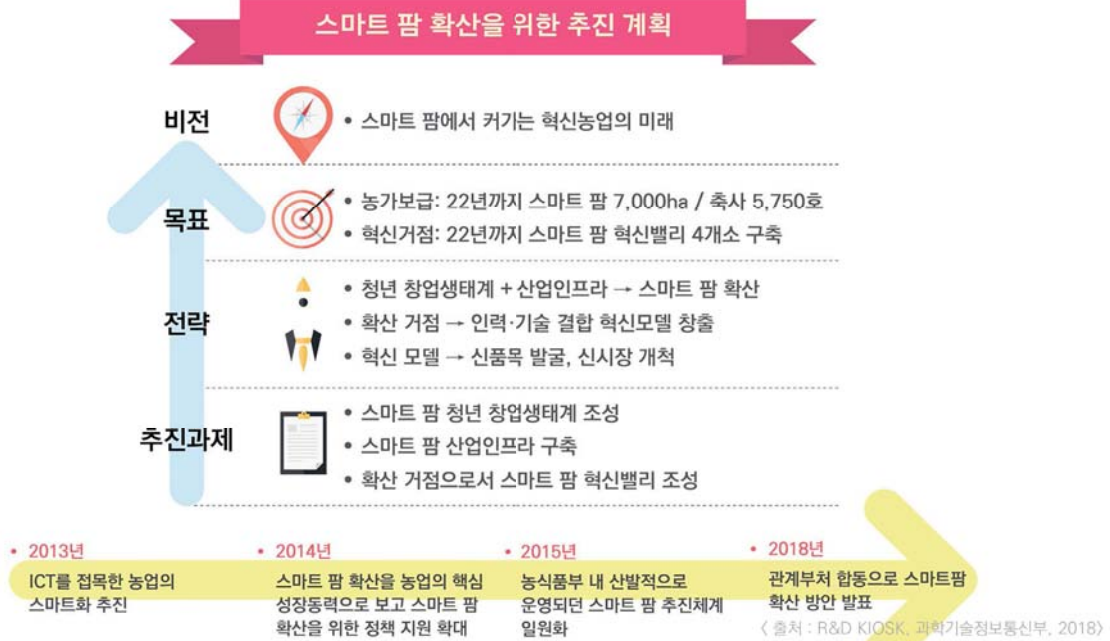 스마트 팜 확산을 위한 추진 계획
비전
• 스마트 팜에서 커기는 혁신농업의 미래
목표
• 농가보급: 22년까지 스마트 팜 7,000ha / 축사 5,750호
• 혁신거점: 22년까지 스마트 팜 혁신밸리 4개소 구축
전략
• 청년 창업생태계 + 산업인프라 → 스마트 팜 확산
• 확산 거점 → 인력·기술 결합 혁신모델 창출
• 혁신 모델 → 신품목 발굴, 신시장 개척
추진과제
• 스마트 팜 청년 창업생태계 조성
• 스마트 팜 산업인프라 구축
• 확산 거점으로서 스마트 팜 혁신밸리 조성
• 2013년
ICT를 접목한 농업의
스마트화 추진
• 2014년
스마트 팜 확산을 농업의 핵심
성장동력으로 보고 스마트 팜
확산을 위한 정책 지원 확대
• 2015년
농식품부 내 산발적으로
운영되던 스마트 팜 추진체계
일원화
• 2018년
관계부처 합동으로 스마트팜
확산 방안 발표
< 출처 : R&D KIOSK, 과학기술정보통신부, 2018>